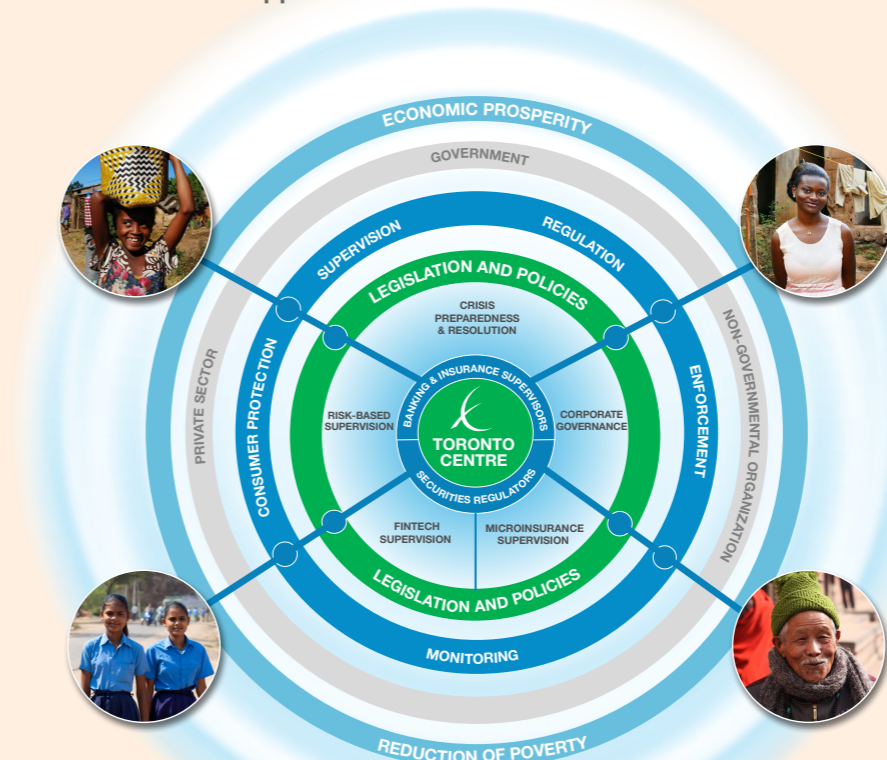 ECONOMIC PROSPERITY
GOVERNMENT
SUPERVISION
REGULATION
LEGISLATION AND POLICIES
CRISIS
PREPAREDNESS
& RESOLUTION
NON-GOVERNMENTAL ORGANIZATION
PRIVATE SECTOR
CONSUMER PROTECTION
ENFORCEMENT
BANKING & INSURANCE SUPERVISORS
RISK-BASED
SUPERVISION
CORPORATE
GOVERNANCE
TORONTO
CENTRE
SECURITIES REGULATORS
FINTECH
SUPERVISION
MICROINSURANCE
SUPERVISION
LEGISLATION AND POLICIES
MONITORING
REDUCTION OF POVERTY